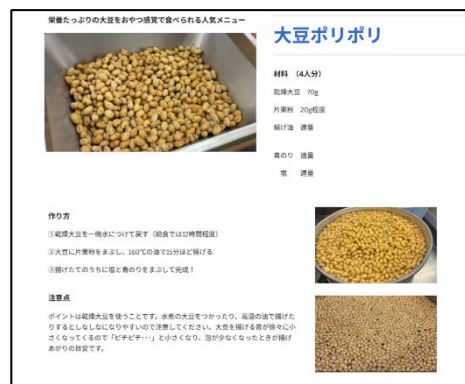 栄養たっぷりの大豆をおやつ感覚で食べられる人気メニュー
大豆ポリポリ
材料 （4人分）
乾燥大豆 70g
片栗粉 20g程度
揚げ油 適量
青のり 適量
塩 適量
作り方
①乾燥大豆を一晩水につけて戻す（給食では12時間程度）
②大豆に片栗粉をまぶし、160℃の油で15分ほど揚げる
③揚げたてのうちに塩と青のりをまぶして完成！
注意点
ポイントは乾燥大豆を使うことです。水煮の大豆をつかったり、高温の油で揚げた
りするとしなしなになりやすいので注意してください。大豆を揚げる音が徐々に小
さくなってくるので「ピチピチ・・・」と小さくなり、泡が少なくなったときが揚げ
あがりの目安です。